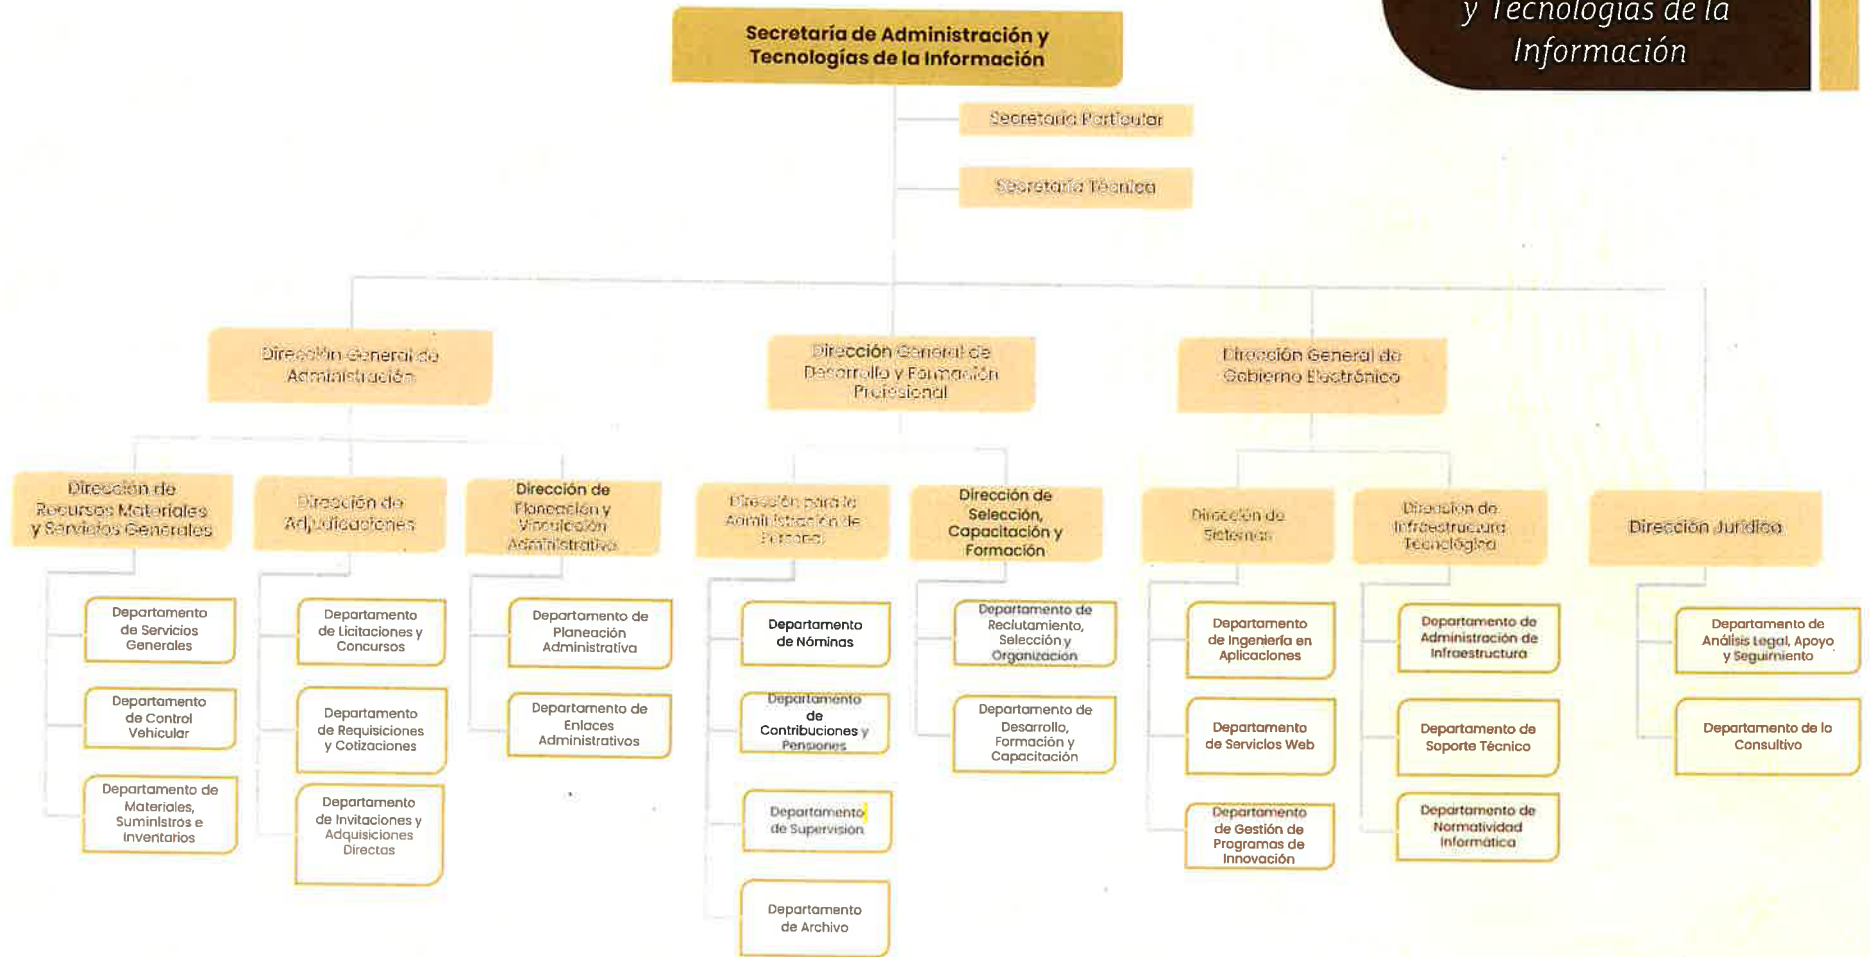 y Tecnologías de la
Información
Secretaría de Administración y
Tecnologías de la Información
Secretaría Particular
Secretaría Técnica
Dirección General de
Administración
Dirección General de
Desarrollo y Formación
Profesional
Dirección General de
Gobierno Electrónico
Dirección de
Recursos Materiales
y Servicios Generales
Dirección de
Adjudicaciones
Dirección de
Planeación y
Vinculación
Administrativa
Dirección para la
Administración de
Personal
Dirección de
Selección,
Capacitación y
Formación
Dirección de
Sistemas
Dirección de
Infraestructura
Tecnológica
Dirección Jurídica
Departamento
de Servicios
Generales
Departamento
de Control
Vehicular
Departamento de
Materiales,
Suministros e
Inventarios
Departamento
de Licitaciones y
Concursos
Departamento
de Requisiciones
y Cotizaciones
Departamento
de Invitaciones y
Adquisiciones
Directas
Departamento de
Planeación
Administrativa
Departamento de
Enlaces
Administrativos
Departamento
de Nóminas
Departamento
de
Contribuciones y
Pensiones
Departamento
de Supervisión
Departamento
de Archivo
Departamento de
Reclutamiento,
Selección y
Organización
Departamento de
Desarrollo,
Formación y
Capacitación
Departamento
de Ingeniería en
Aplicaciones
Departamento
de Servicios Web
Departamento
de Gestión de
Programas de
Innovación
Departamento de
Administración de
Infraestructura
Departamento de
Soporte Técnico
Departamento de
Normatividad
Informática
Departamento de
Análisis Legal, Apoyo
y Seguimiento
Departamento de lo
Consultivo